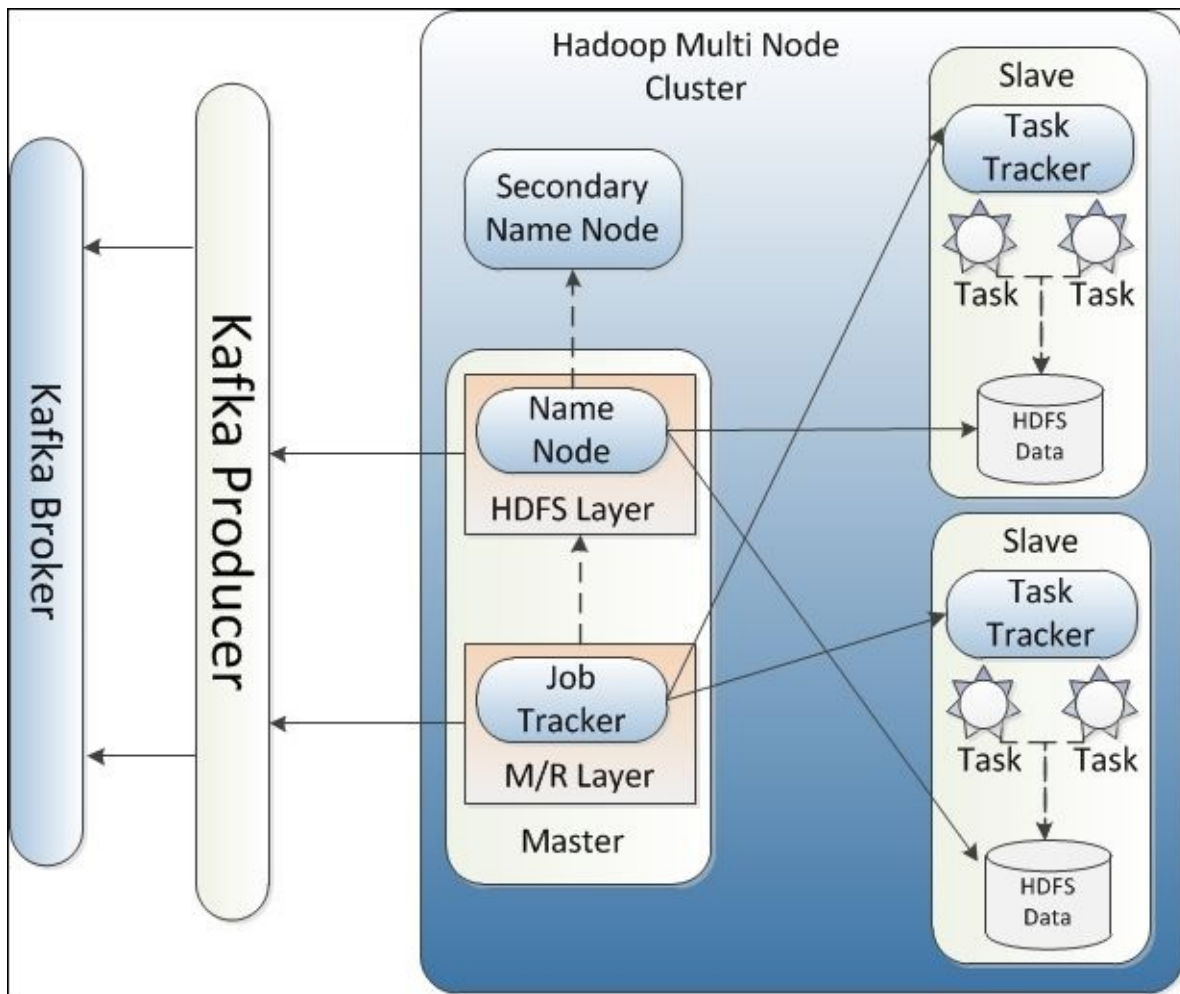 Hadoop Multi Node
Cluster
Kafka Broker
Kafka Producer
Secondary
Name Node
Name
Node
HDFS Layer
Job
Tracker
M/R Layer
Master
Slave
Task
Tracker
Task
Task
HDFS
Data
Slave
Task
Tracker
Task
Task
HDFS
Data